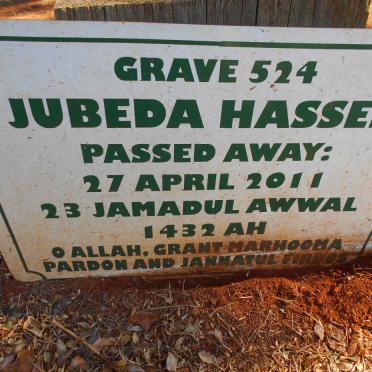 GRAVE 524
JUBEDA HASSE
PASSED AWAY:
27 APRIL 2011
23 JAMADUL AWWAL
1432 AH
O ALLAH, GRANT MARHOOMA
PARDON AND JANNATUL FIRDOS